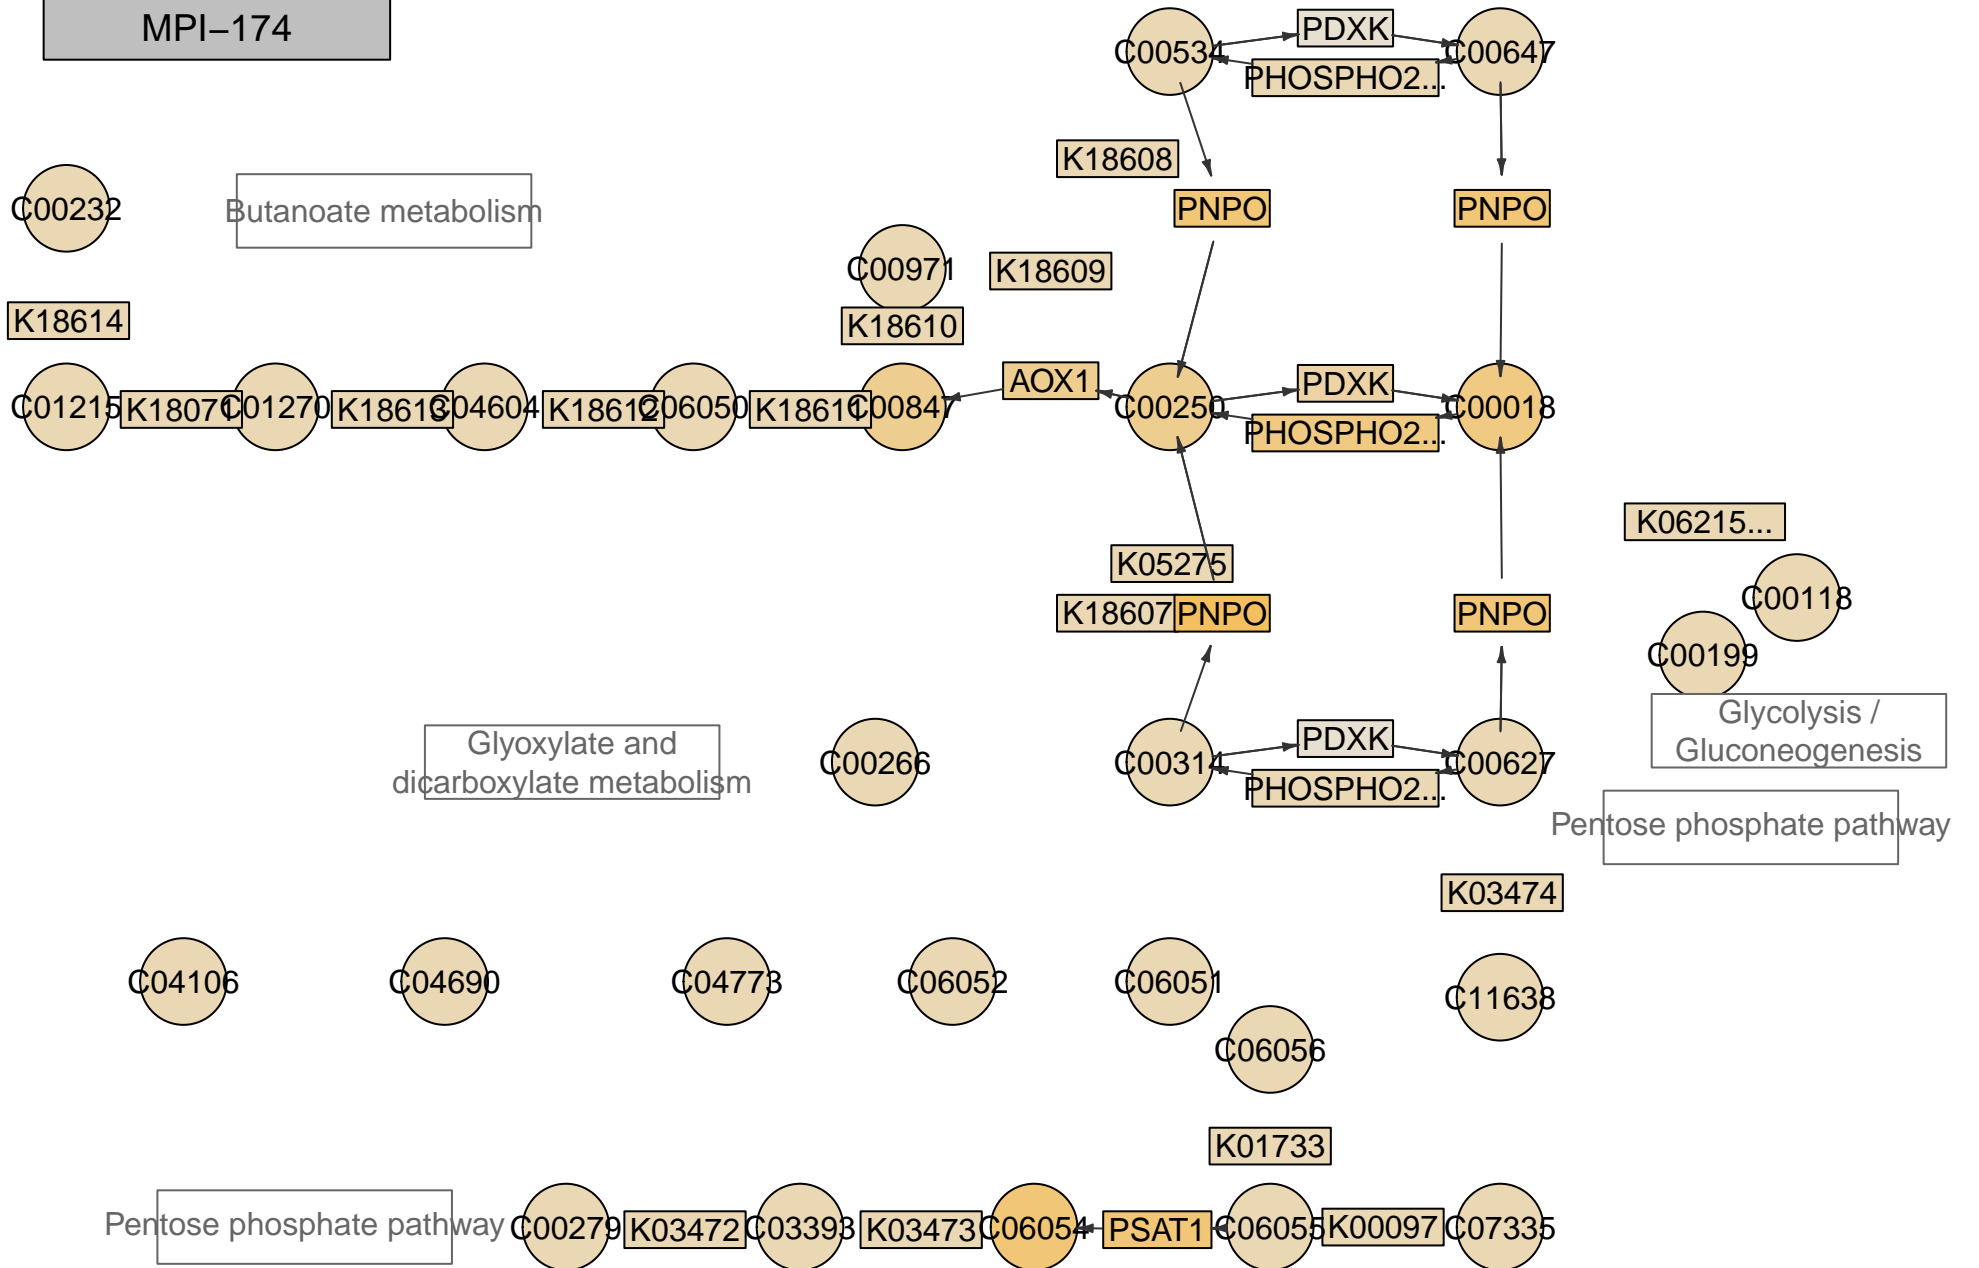 MPI−174
C00534
PDXK
C00647
PHOSPHO2...
K18608
C00232
Butanoate metabolism
PNPO
PNPO
C00971
K18609
K18614
K18610
AOX1
PDXK
C01215
K18071
C01270
K18613
C04604
K18612
C06050
K18611
C00847
C00250
C00018
PHOSPHO2...
K06215...
K05275
C00118
K18607
PNPO
PNPO
C00199
Glycolysis /
Gluconeogenesis
Glyoxylate and
dicarboxylate metabolism
C00266
C00314
PDXK
C00627
PHOSPHO2...
Pentose phosphate pathway
K03474
C04106
C04690
C04773
C06052
C06051
C11638
C06056
K01733
Pentose phosphate pathway
C00279
K03472
C03393
K03473
C06054
PSAT1
C06055
K00097
C07335